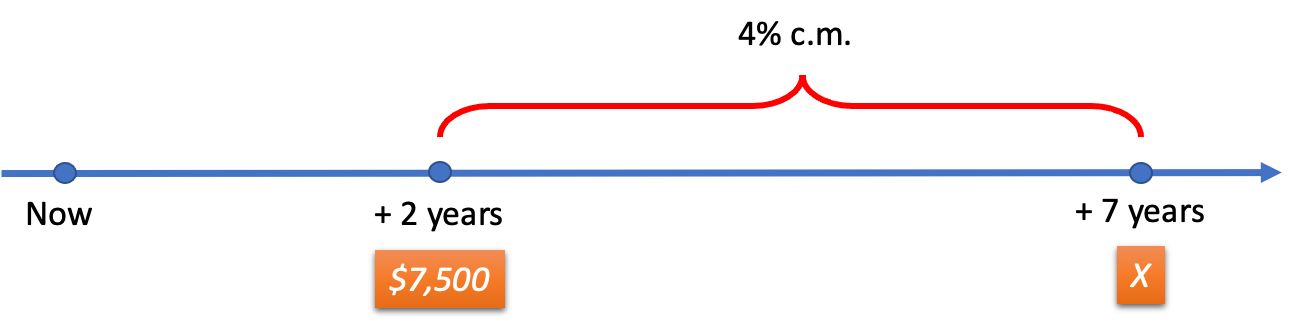 4% c.m.
Now
+ 2 years
+ 7 years
$7,500
X